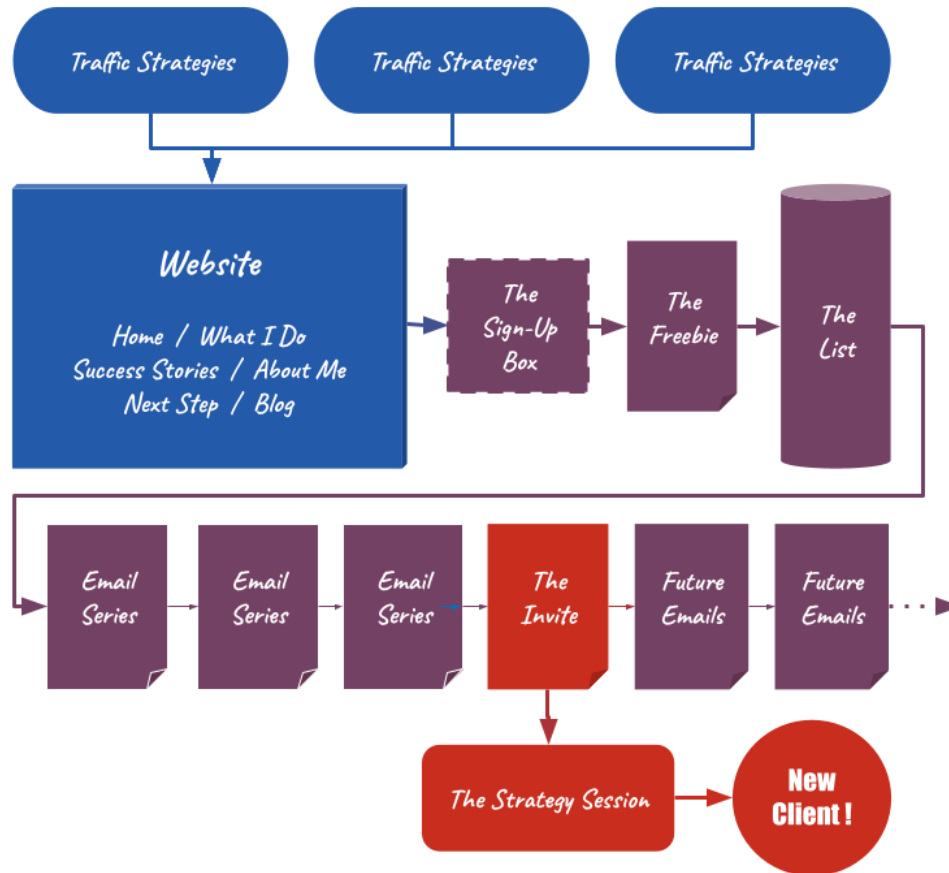 Traffic Strategies
Traffic Strategies
Traffic Strategies
Website
Home / What I Do
Success Stories / About Me
Next Step / Blog
The
Sign-Up
Box
The
Freebie
The
List
Email
Series
Email
Series
Email
Series
The
Invite
Future
Emails
Future
Emails
The Strategy Session
New
Client !